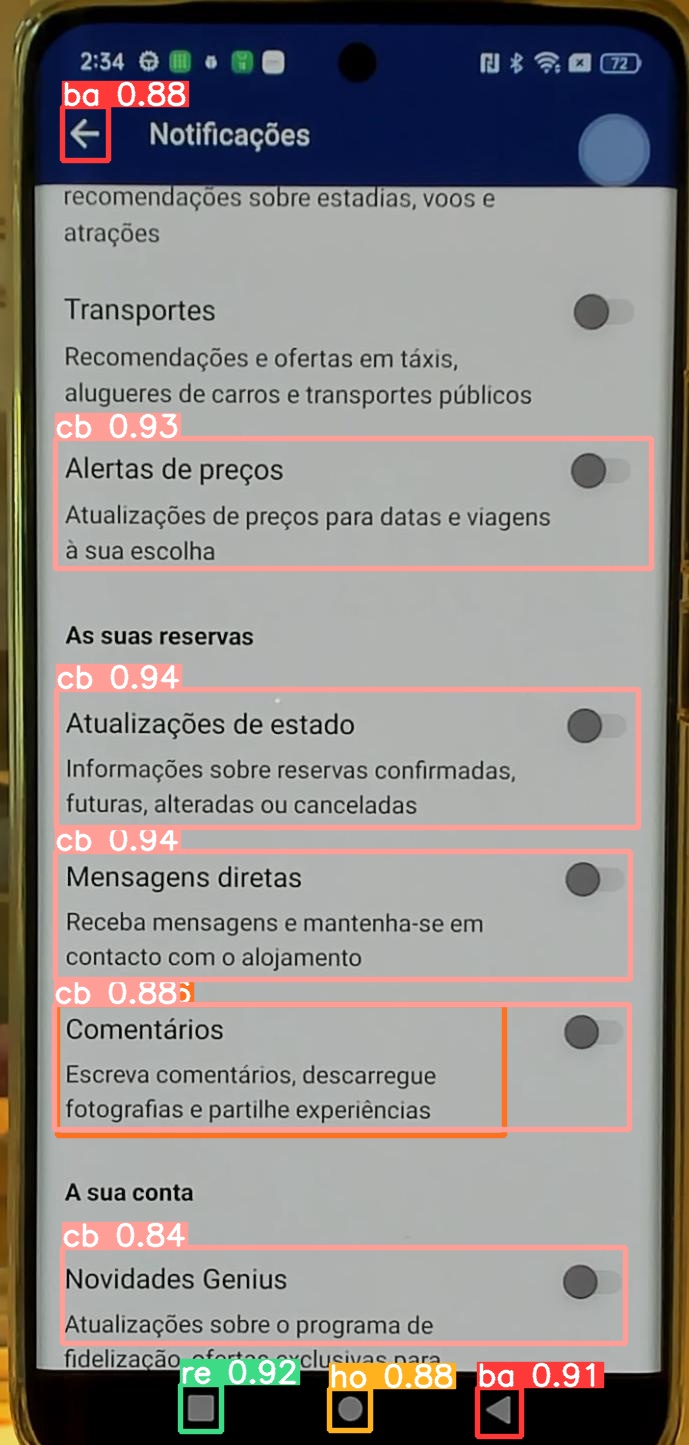 2:34
72
ba 0.88
Notificações
recomendações sobre estadias, voos e
atrações
Transportes
Recomendações e ofertas em táxis,
alugueres de carros e transportes públicos
cb 0.93
Alertas de preços
Atualizações de preços para datas e viagens
à sua escolha
As suas reservas
cb 0.94
Atualizações de estado
Informações sobre reservas confirmadas,
futuras, alteradas ou canceladas
cb 0.94
Mensagens diretas
Receba mensagens e mantenha-se em
contacto com o alojamento
cb 0.88
Comentários
Escreva comentários, descarregue
fotografias e partilhe experiências
A sua conta
cb 0.84
Novidades Genius
Atualizações sobre o programa de
fidelização, ofertas exclusivas para
re 0.92
ho 0.88
ba 0.91